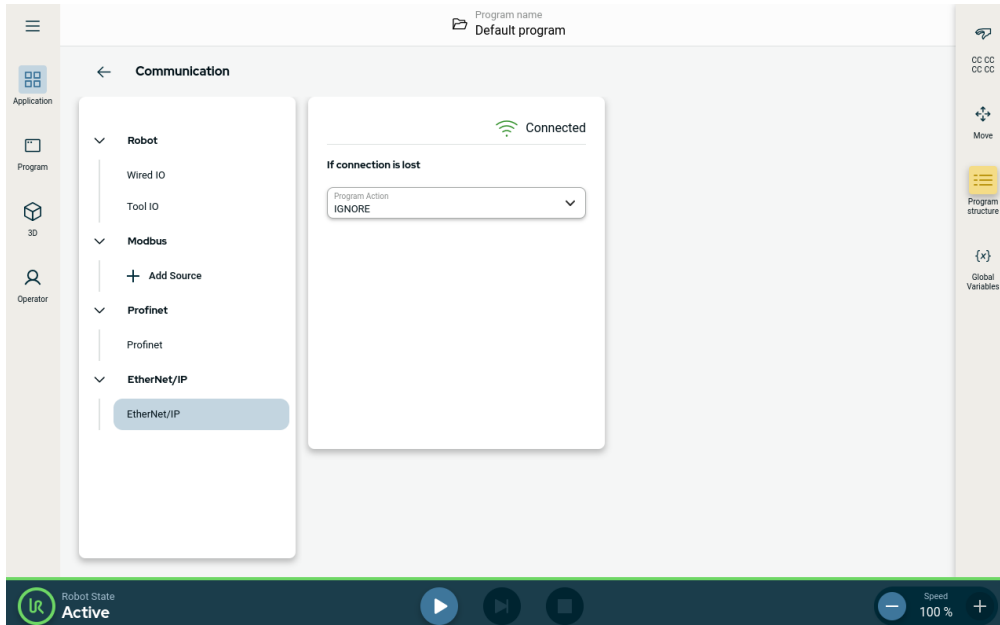 Program name
Default program
Application
Program
3D
Operator
Communication
Robot
Wired IO
Tool IO
Modbus
Add Source
Profinet
Profinet
EtherNet/IP
EtherNet/IP
Connected
If connection is lost
Program Action
IGNORE
CC CC
CC CC
Move
Program
structure
{x}
Global
Variables
Robot State
Active
Speed
100 %